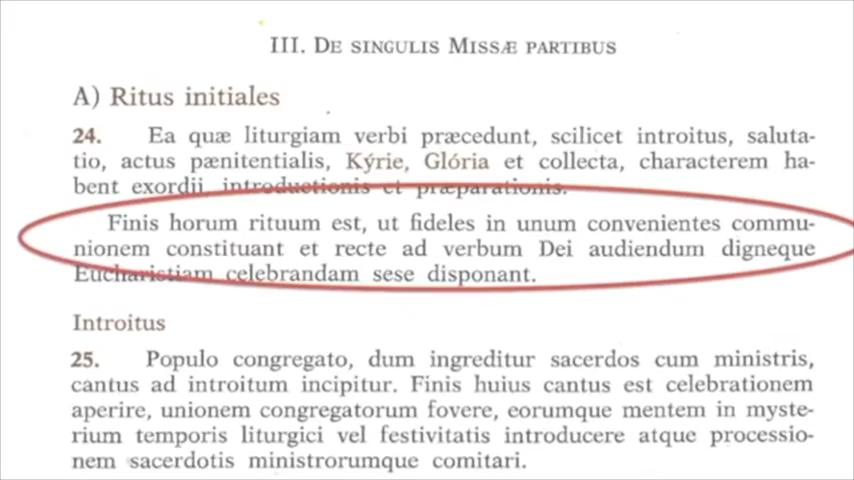 III. DE SINGULIS MISSÆ PARTIBUS
A) Ritus initiales
24. Ea quæ liturgiam verbi præcedunt, scilicet introitus, saluta-
tio, actus pænitentialis, Kýrie, Glória et collecta, characterem ha-
bent exordii, introductionis et præparationis.
Finis horum rituum est, ut fideles in unum convenientes commu-
nionem constituant et recte ad verbum Dei audiendum digneque
Eucharistiam celebrandam sese disponant.
Introitus
25. Populo congregato, dum ingreditur sacerdos cum ministris,
cantus ad introitum incipitur. Finis huius cantus est celebrationem
aperire, unionem congregatorum fovere, eorumque mentem in myste-
rium temporis liturgici vel festivitatis introducere atque processio-
nem sacerdotis ministrorumque comitari.